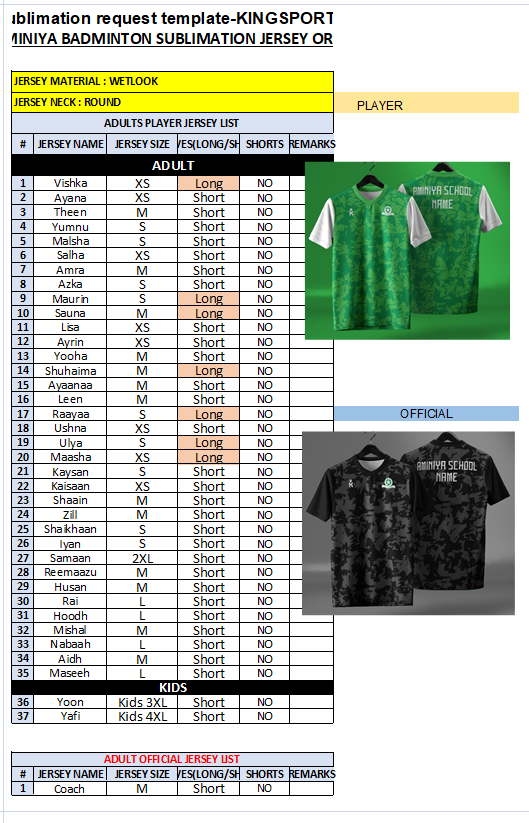 ublimation request template-KINGSPORT
MINIYA BADMINTON SUBLIMATION JERSEY OR
JERSEY MATERIAL : WETLOOK
JERSEY NECK : ROUND
PLAYER
ADULTS PLAYER JERSEY LIST
# JERSEY NAME JERSEY SIZE VES(LONG/SH SHORTS REMARKS
ADULT
1 Vishka XS Long NO
2 Ayana XS Short NO
3 Theen M Short NO
4 Yumnu S Short NO
5 Malsha S Short NO
6 Salha XS Short NO
7 Amra M Short NO
8 Azka S Short NO
9 Maurin S Long NO
10 Sauna M Long NO
11 Lisa XS Short NO
12 Ayrin XS Short NO
13 Yooha M Short NO
14 Shuhaima M Long NO
15 Ayaanaa M Short NO
16 Leen M Short NO
17 Raayaa S Long NO
18 Ushna XS Short NO
19 Ulya S Long NO
20 Maasha XS Long NO
21 Kaysan S Short NO
22 Kaisaan XS Short NO
23 Shaain M Short NO
24 Zill M Short NO
25 Shaikhaan S Short NO
26 Iyan S Short NO
27 Samaan 2XL Short NO
28 Reemaazu M Short NO
29 Husan M Short NO
30 Rai L Short NO
31 Hoodh L Short NO
32 Mishal M Short NO
33 Nabaah L Short NO
34 Aidh M Short NO
35 Maseeh L Short NO
KIDS
36 Yoon Kids 3XL Short NO
37 Yafi Kids 4XL Short NO
ADULT OFFICIAL JERSEY LIST
# JERSEY NAME JERSEY SIZE VES(LONG/SH SHORTS REMARKS
1 Coach M Short NO
AMINIYA SCHOOL
NAME
OFFICIAL
AMINIYA SCHOOL
NAME